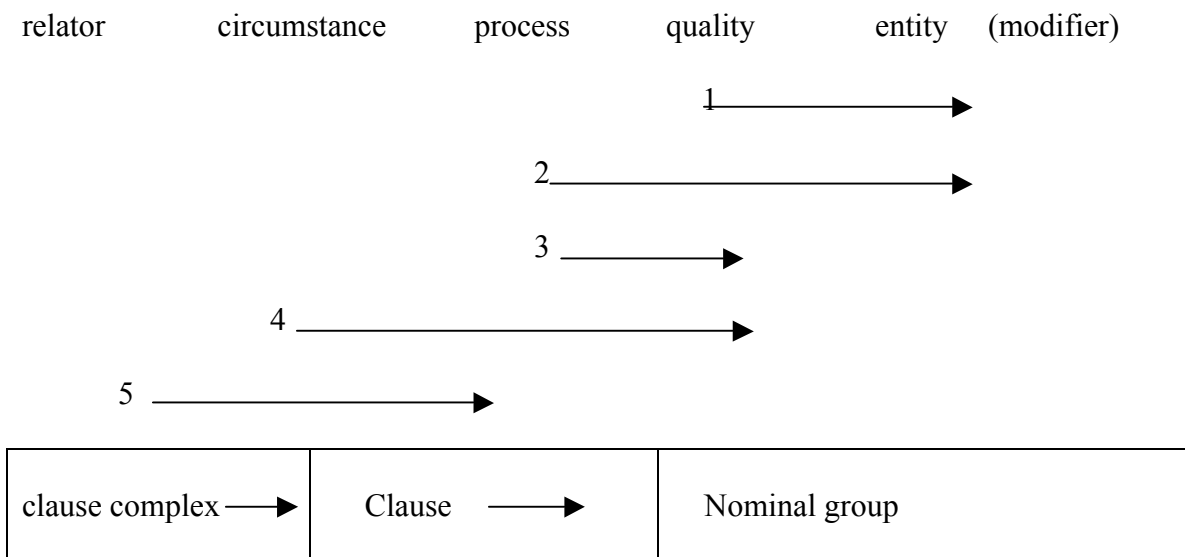 relator circumstance process quality entity (modifier)
1
2
3
4
5
clause complex Clause Nominal group